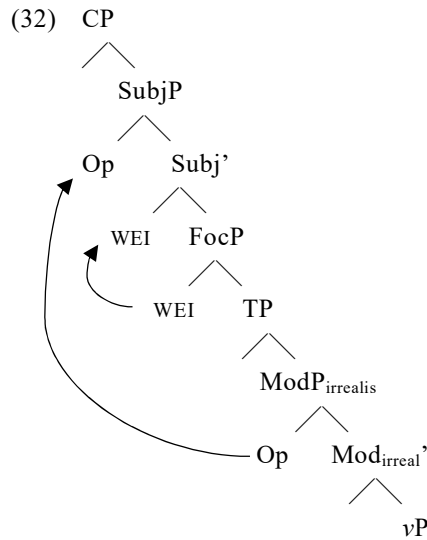 (32) CP
SubjP
Op Subj’
WEI FocP
WEI TP
ModPirrealis
Op Modirreal’
vP